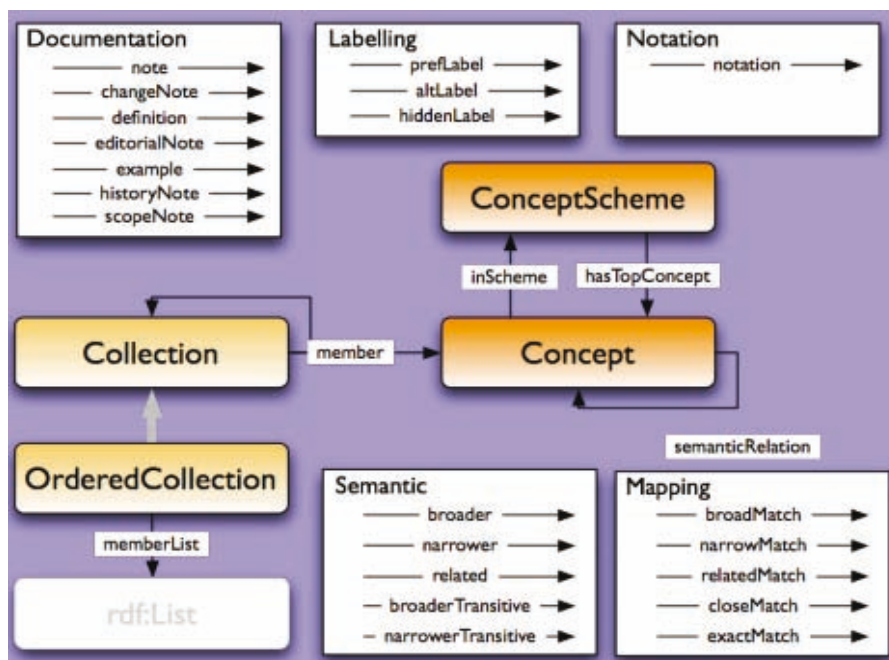 Documentation
note
changeNote
definition
editorialNote
example
historyNote
scopeNote
Labelling
prefLabel
altLabel
hiddenLabel
Notation
notation
ConceptScheme
inScheme
hasTopConcept
Collection
member
Concept
semanticRelation
OrderedCollection
memberList
rdf:List
Semantic
broader
narrower
related
broaderTransitive
narrowerTransitive
Mapping
broadMatch
narrowMatch
relatedMatch
closeMatch
exactMatch